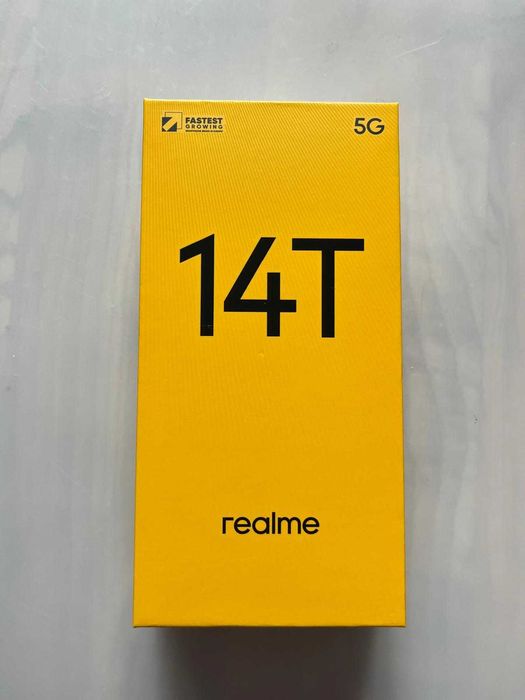 FASTEST
GROWING
5G
14T
realme